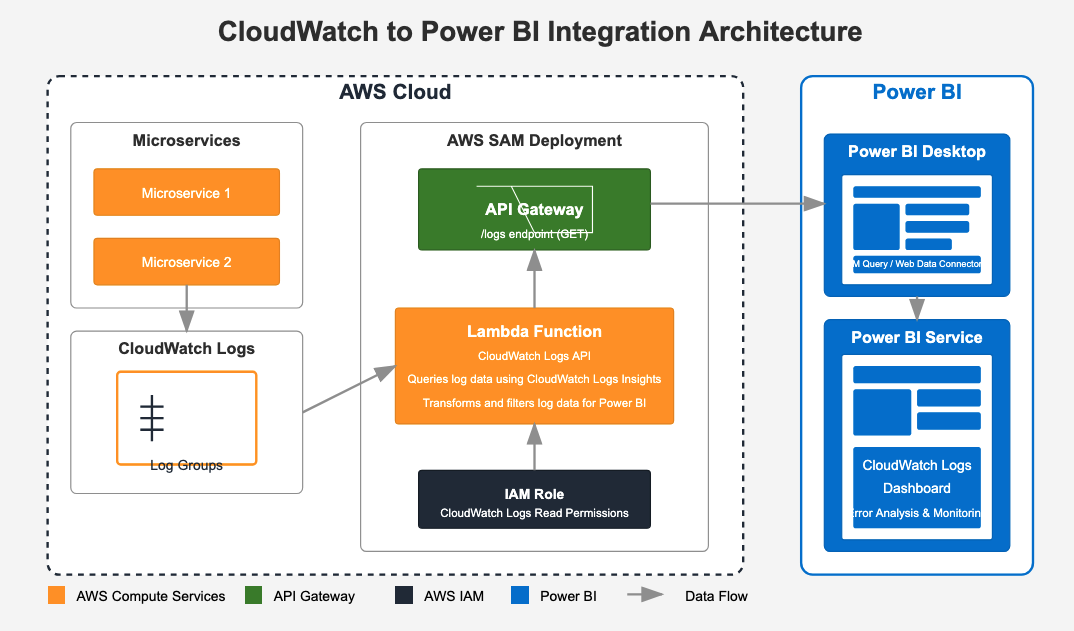 CloudWatch to Power BI Integration Architecture
AWS Cloud
Microservices
Microservice 1
Microservice 2
CloudWatch Logs
Log Groups
AWS SAM Deployment
API Gateway
/logs endpoint (GET)
Lambda Function
CloudWatch Logs API
Queries log data using CloudWatch Logs Insights
Transforms and filters log data for Power BI
IAM Role
CloudWatch Logs Read Permissions
Power BI
Power BI Desktop
M Query / Web Data Connector
Power BI Service
CloudWatch Logs
Dashboard
Error Analysis & Monitoring
AWS Compute Services
API Gateway
AWS IAM
Power BI
Data Flow